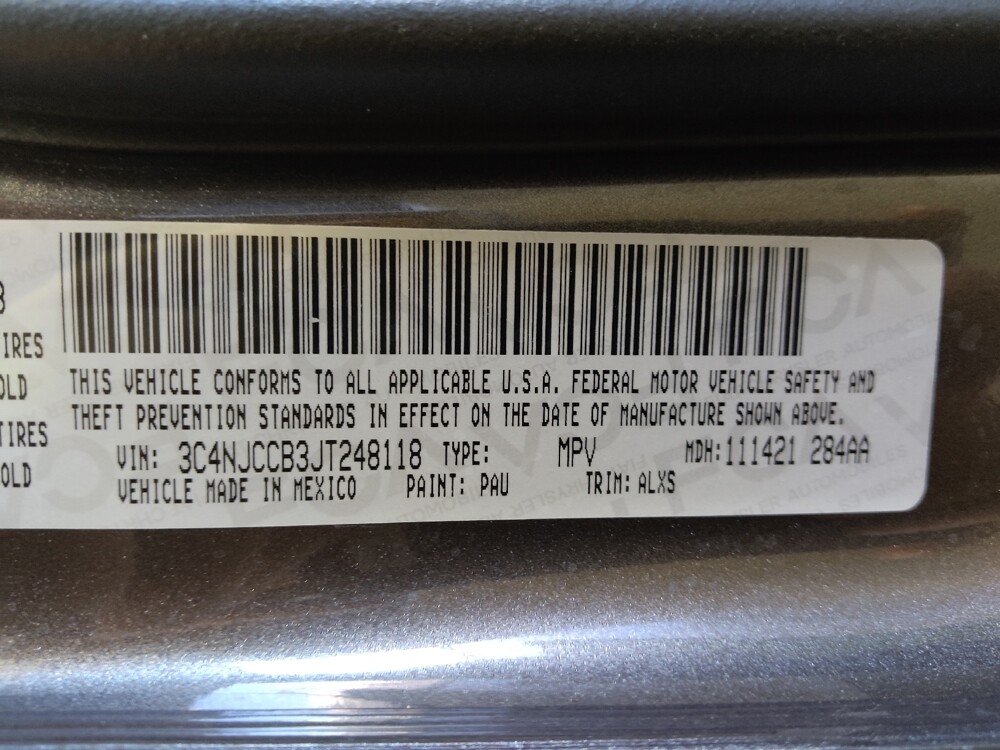 IRES
OLD
TIRES
OLD
THIS VEHICLE CONFORMS TO ALL APPLICABLE U.S.A. FEDERAL MOTOR VEHICLE SAFETY AND
THEFT PREVENTION STANDARDS IN EFFECT ON THE DATE OF MANUFACTURE SHOWN ABOVE.
VIN: 3C4NJCCB3JT248118 TYPE: MPV MDH:111421 284AA
VEHICLE MADE IN MEXICO PAINT: PAU TRIM: ALXS